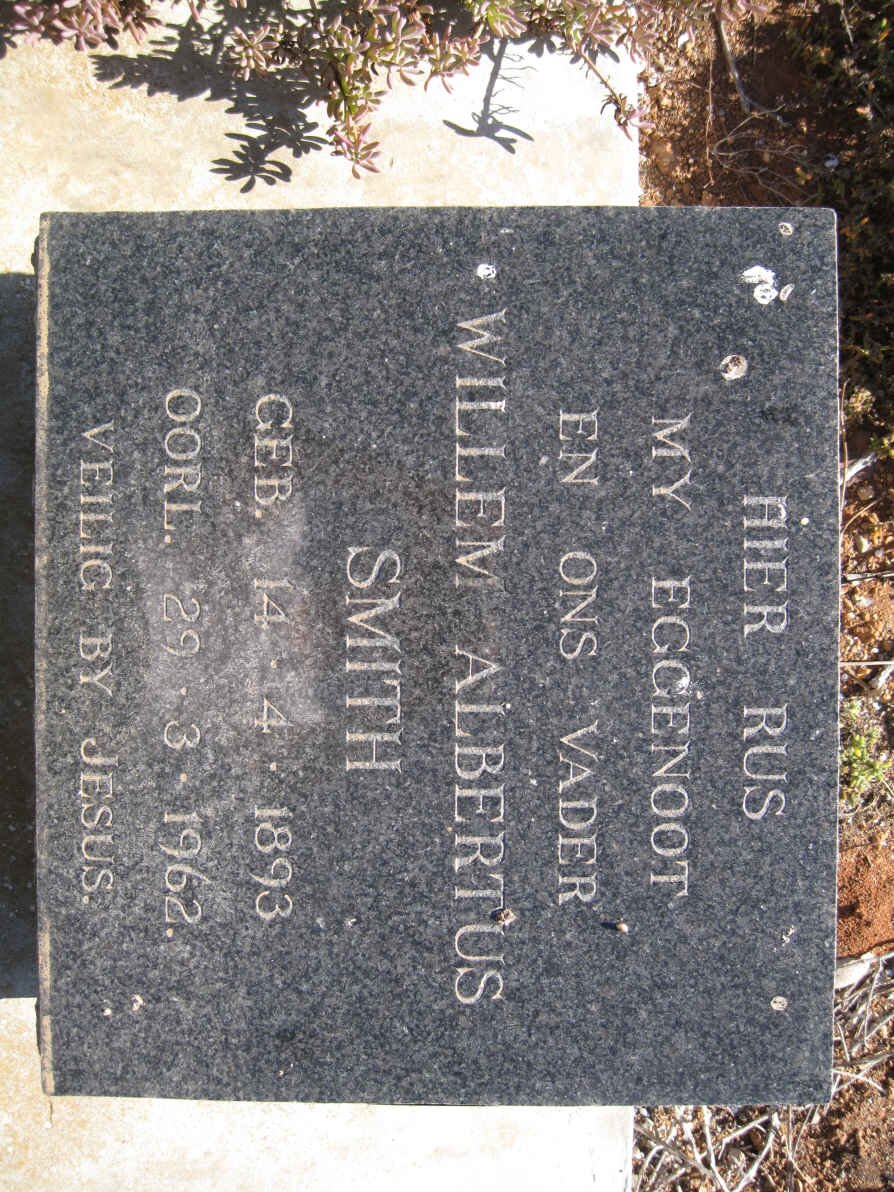 HIER RUS
MY EGGENOOT
EN ONS VADER
WILLEM ALBERTUS
SMITH
GEB. 14.4.1893
OORL. 29.3.1962
VEILIG BY JESUS.